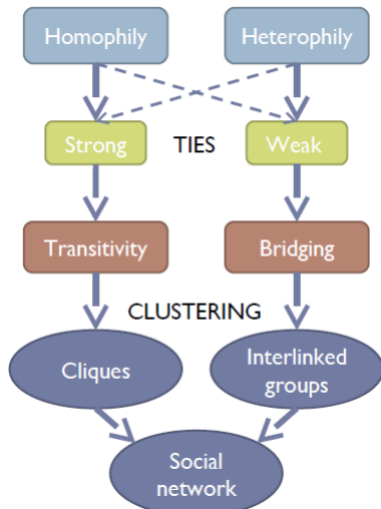 Homophily
Heterophily
Strong
TIES
Weak
Transitivity
Bridging
CLUSTERING
Cliques
Interlinked
groups
Social
network